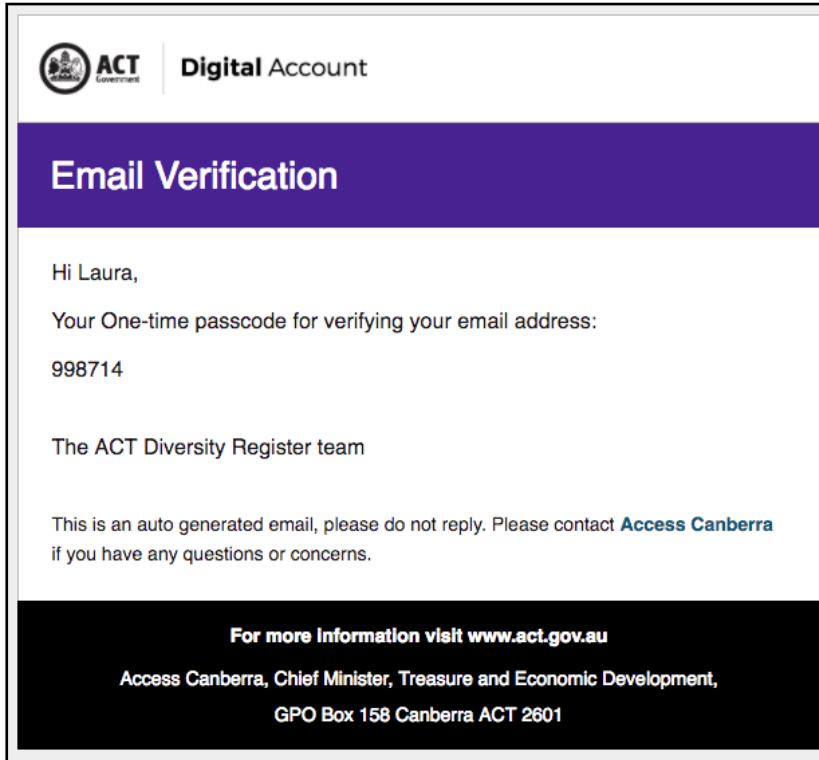 ACT
Government
Digital Account
Email Verification
Hi Laura,
Your One-time passcode for verifying your email address:
998714
The ACT Diversity Register team
This is an auto generated email, please do not reply. Please contact Access Canberra
if you have any questions or concerns.
For more information visit www.act.gov.au
Access Canberra, Chief Minister, Treasure and Economic Development,
GPO Box 158 Canberra ACT 2601